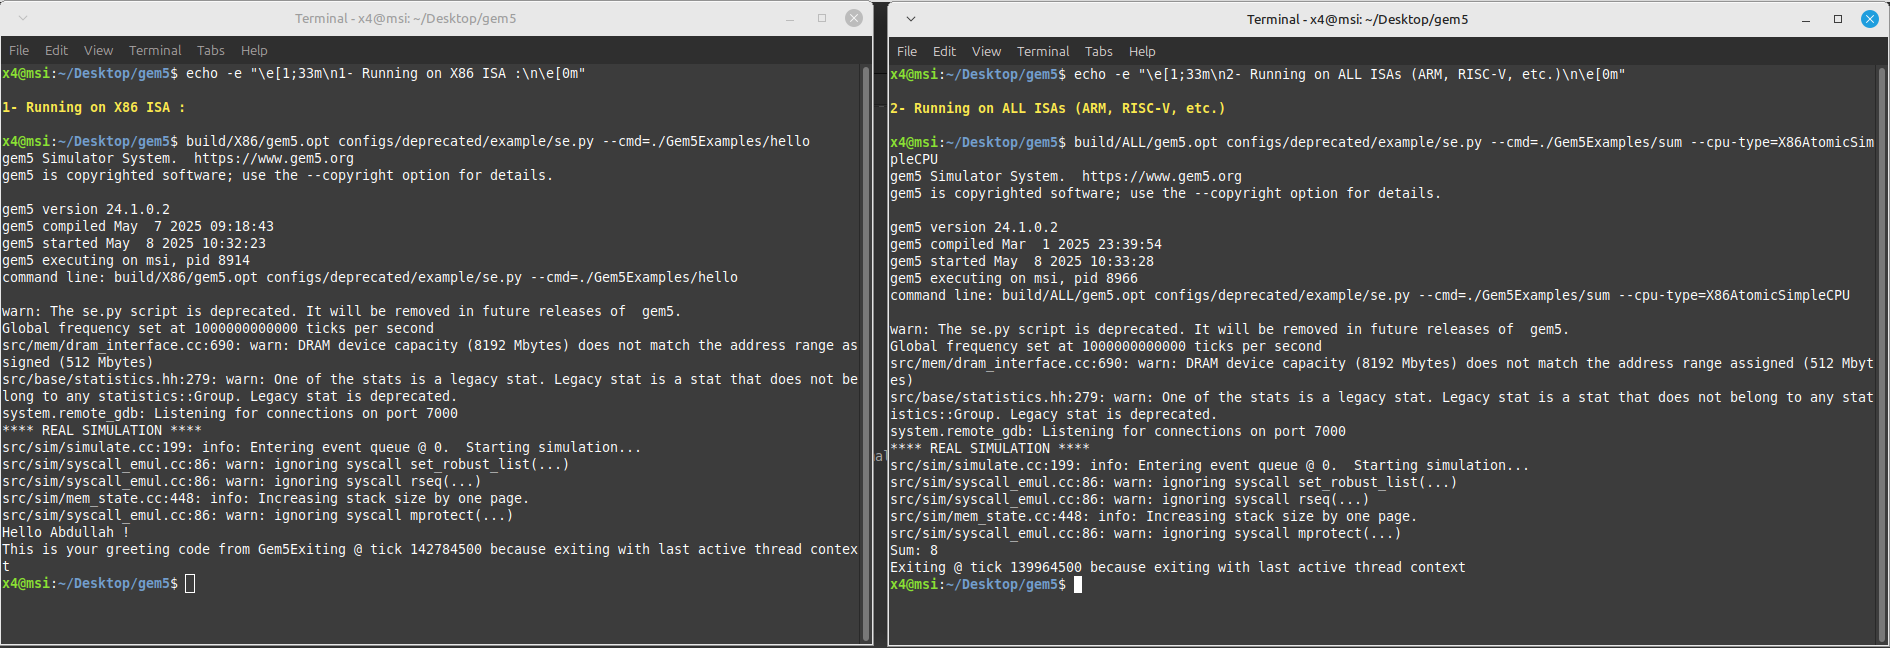 Terminal - x4@msi: ~/Desktop/gem5
File Edit View Terminal Tabs Help
x4@msi:~/Desktop/gem5$ echo -e "\e[1;33m\n1- Running on X86 ISA :\n\e[0m"
1- Running on X86 ISA :
x4@msi:~/Desktop/gem5$ build/X86/gem5.opt configs/deprecated/example/se.py --cmd=./Gem5Examples/hello
gem5 Simulator System.  https://www.gem5.org
gem5 is copyrighted software; use the --copyright option for details.
gem5 version 24.1.0.2
gem5 compiled May  7 2025 09:18:43
gem5 started May  8 2025 10:32:23
gem5 executing on msi, pid 8914
command line: build/X86/gem5.opt configs/deprecated/example/se.py --cmd=./Gem5Examples/hello
warn: The se.py script is deprecated. It will be removed in future releases of  gem5.
Global frequency set at 1000000000000 ticks per second
src/mem/dram_interface.cc:690: warn: DRAM device capacity (8192 Mbytes) does not match the address range as
signed (512 Mbytes)
src/base/statistics.hh:279: warn: One of the stats is a legacy stat. Legacy stat is a stat that does not be
long to any statistics::Group. Legacy stat is deprecated.
system.remote_gdb: Listening for connections on port 7000
**** REAL SIMULATION ****
src/sim/simulate.cc:199: info: Entering event queue @ 0.  Starting simulation...
src/sim/syscall_emul.cc:86: warn: ignoring syscall set_robust_list(...)
src/sim/syscall_emul.cc:86: warn: ignoring syscall rseq(...)
src/sim/mem_state.cc:448: info: Increasing stack size by one page.
src/sim/syscall_emul.cc:86: warn: ignoring syscall mprotect(...)
Hello Abdullah !
This is your greeting code from Gem5Exiting @ tick 142784500 because exiting with last active thread contex
t
x4@msi:~/Desktop/gem5$
Terminal - x4@msi: ~/Desktop/gem5
File Edit View Terminal Tabs Help
x4@msi:~/Desktop/gem5$ echo -e "\e[1;33m\n2- Running on ALL ISAs (ARM, RISC-V, etc.)\n\e[0m"
2- Running on ALL ISAs (ARM, RISC-V, etc.)
x4@msi:~/Desktop/gem5$ build/ALL/gem5.opt configs/deprecated/example/se.py --cmd=./Gem5Examples/sum --cpu-type=X86AtomicSim
pleCPU
gem5 Simulator System.  https://www.gem5.org
gem5 is copyrighted software; use the --copyright option for details.
gem5 version 24.1.0.2
gem5 compiled Mar  1 2025 23:39:54
gem5 started May  8 2025 10:33:28
gem5 executing on msi, pid 8966
command line: build/ALL/gem5.opt configs/deprecated/example/se.py --cmd=./Gem5Examples/sum --cpu-type=X86AtomicSimpleCPU
warn: The se.py script is deprecated. It will be removed in future releases of  gem5.
Global frequency set at 1000000000000 ticks per second
src/mem/dram_interface.cc:690: warn: DRAM device capacity (8192 Mbytes) does not match the address range assigned (512 Mbyt
es)
src/base/statistics.hh:279: warn: One of the stats is a legacy stat. Legacy stat is a stat that does not belong to any stat
istics::Group. Legacy stat is deprecated.
system.remote_gdb: Listening for connections on port 7000
**** REAL SIMULATION ****
src/sim/simulate.cc:199: info: Entering event queue @ 0.  Starting simulation...
src/sim/syscall_emul.cc:86: warn: ignoring syscall set_robust_list(...)
src/sim/syscall_emul.cc:86: warn: ignoring syscall rseq(...)
src/sim/mem_state.cc:448: info: Increasing stack size by one page.
src/sim/syscall_emul.cc:86: warn: ignoring syscall mprotect(...)
Sum: 8
Exiting @ tick 139964500 because exiting with last active thread context
x4@msi:~/Desktop/gem5$